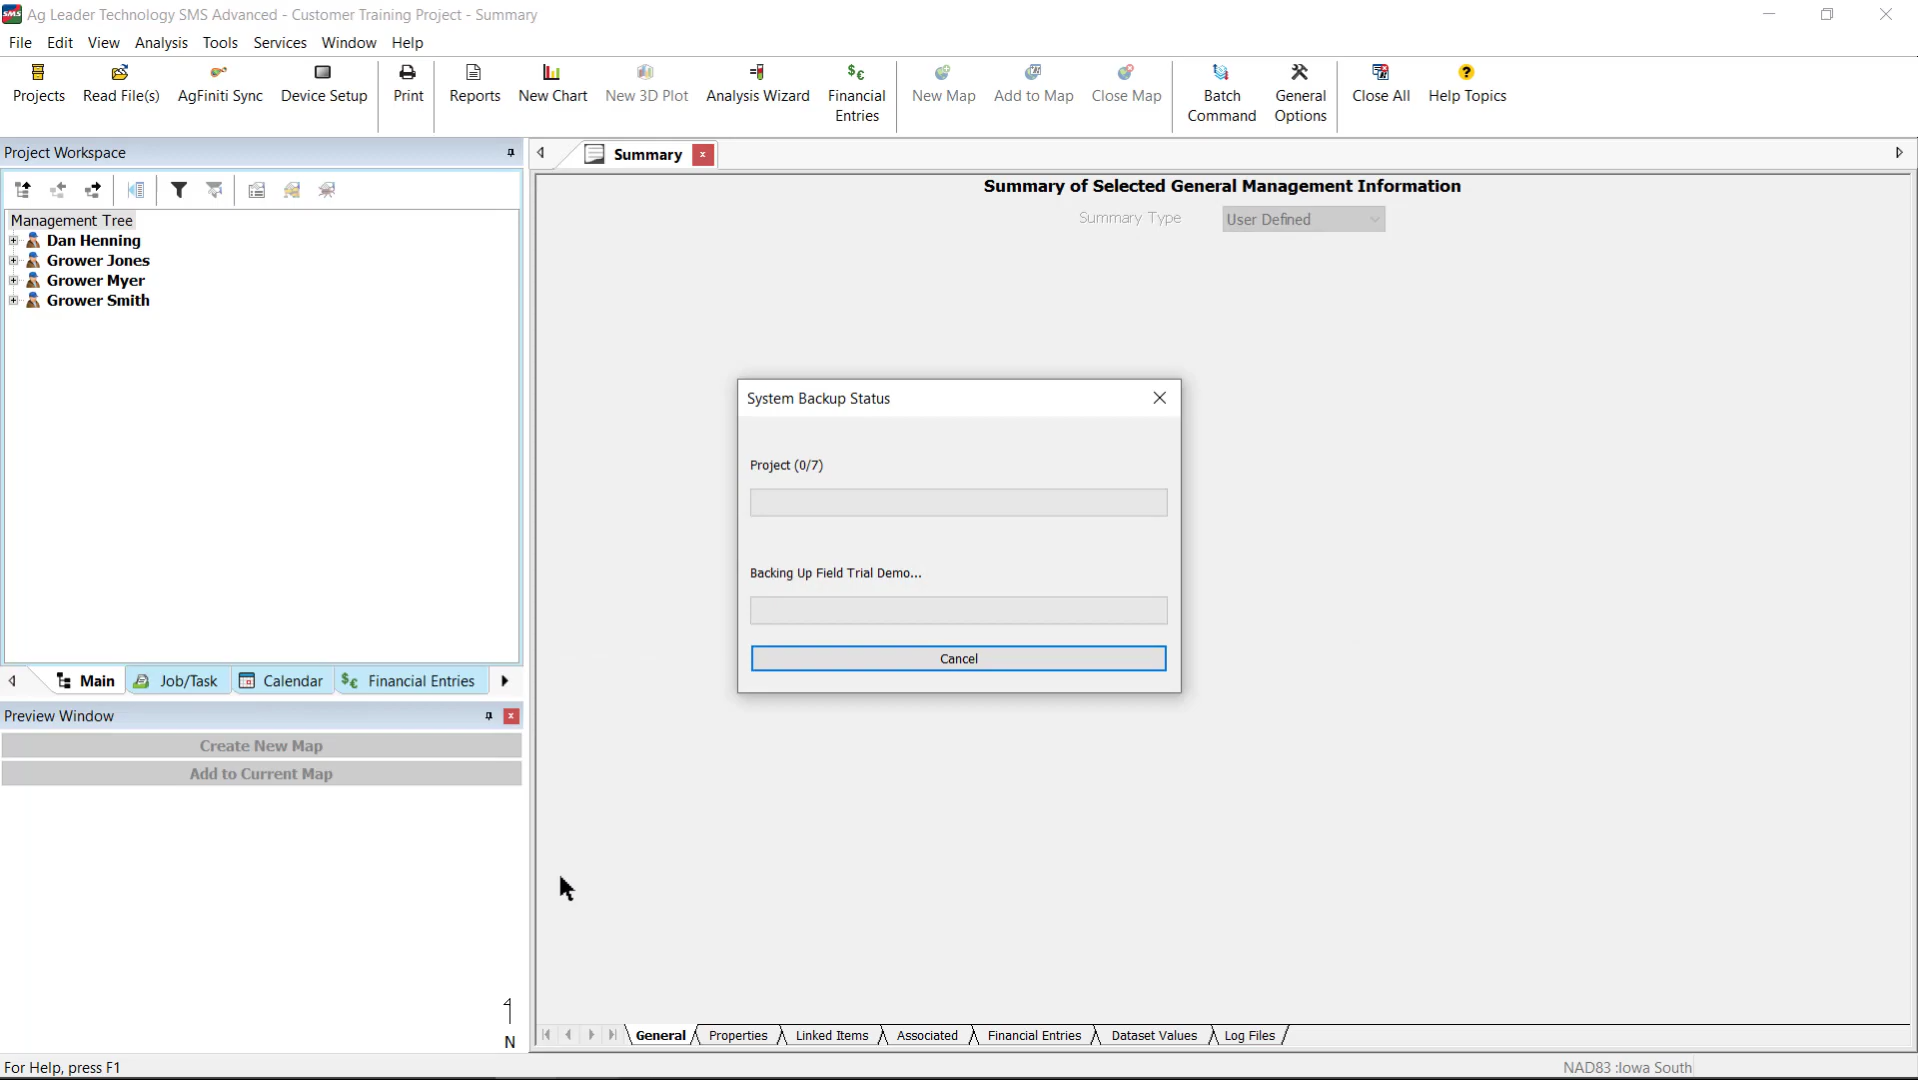 SMS Ag Leader Technology SMS Advanced - Customer Training Project - Summary
File Edit View Analysis Tools Services Window Help
Projects Read File(s) AgFiniti Sync Device Setup Print Reports New Chart New 3D Plot Analysis Wizard Financial Entries New Map Add to Map Close Map Batch Command General Options Close All Help Topics
Project Workspace
Summary
Management Tree
Dan Henning
Grower Jones
Grower Myer
Grower Smith
Summary of Selected General Management Information
Summary Type User Defined
System Backup Status
Project (0/7)
Backing Up Field Trial Demo...
Cancel
Main Job/Task Calendar Financial Entries
Preview Window
Create New Map
Add to Current Map
N
General Properties Linked Items Associated Financial Entries Dataset Values Log Files
For Help, press F1
NAD83 :Iowa South